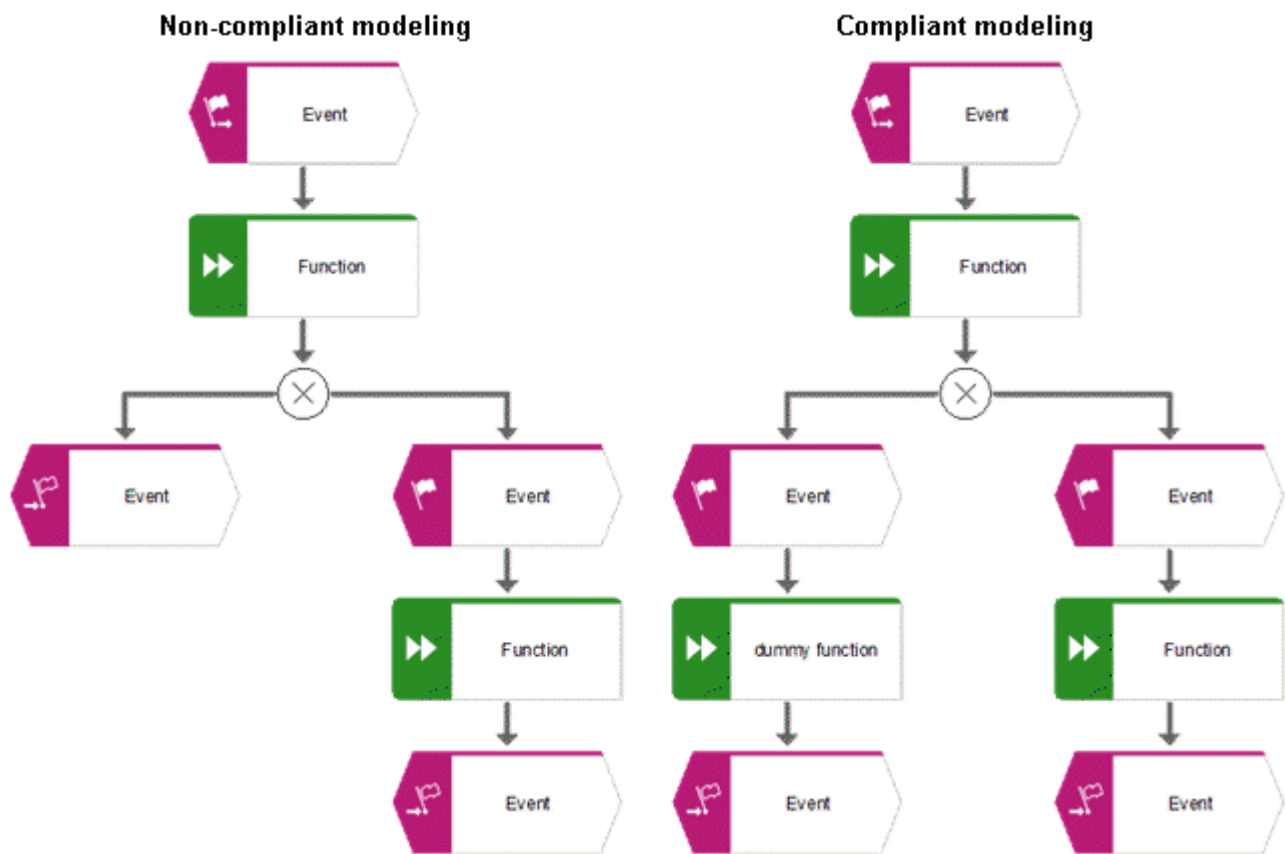 Non-compliant modeling
Event
Function
Event
Event
Function
Event
Compliant modeling
Event
Function
Event
Event
dummy function
Function
Event
Event